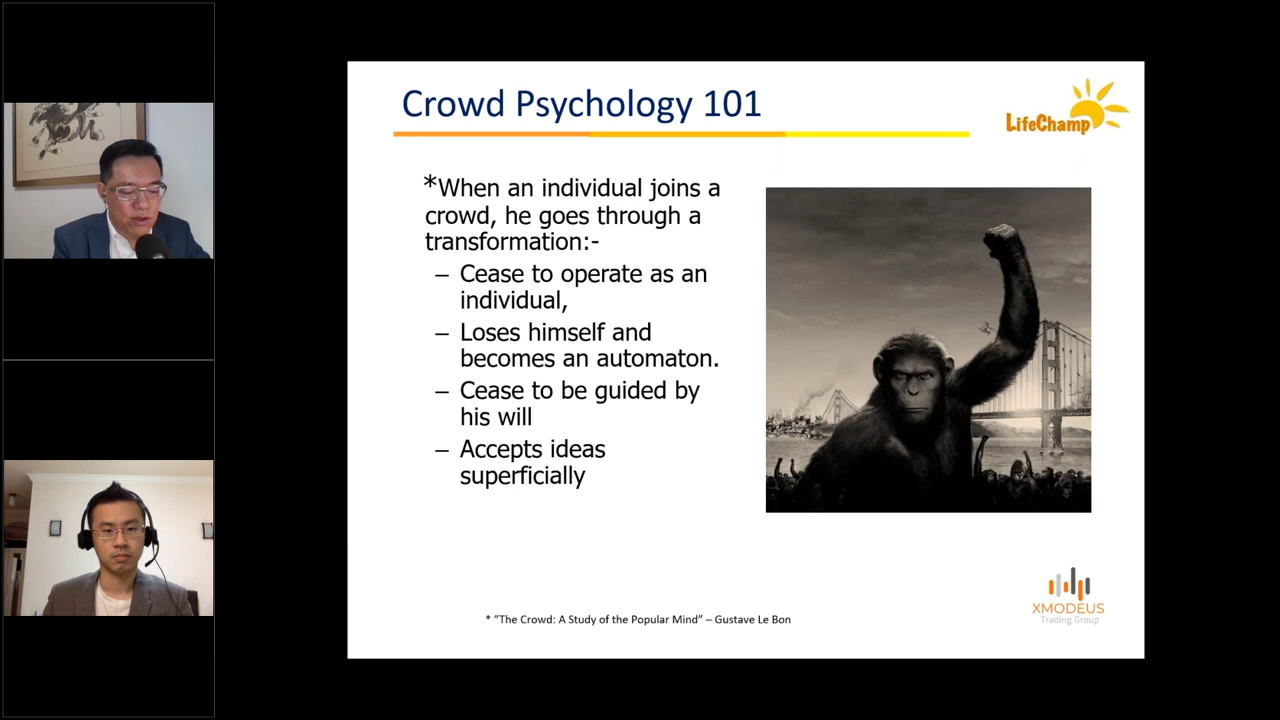 Crowd Psychology 101
LifeChamp
*When an individual joins a
crowd, he goes through a
transformation:-
– Cease to operate as an
individual,
– Loses himself and
becomes an automaton.
– Cease to be guided by
his will
– Accepts ideas
superficially
XMODEUS
Trading Group
* "The Crowd: A Study of the Popular Mind" – Gustave Le Bon